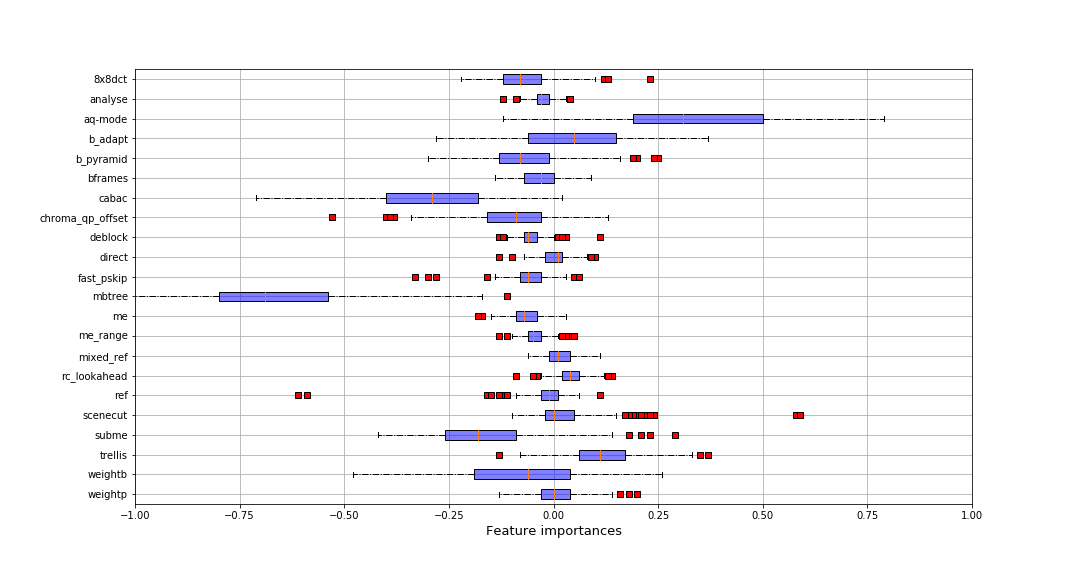 8x8dct
analyse
aq-mode
b_adapt
b_pyramid
bframes
cabac
chroma_qp_offset
deblock
direct
fast_pskip
mbtree
me
me_range
mixed_ref
rc_lookahead
ref
scenecut
subme
trellis
weightb
weightp
−1.00 −0.75 −0.50 −0.25 0.00 0.25 0.50 0.75 1.00
Feature importances